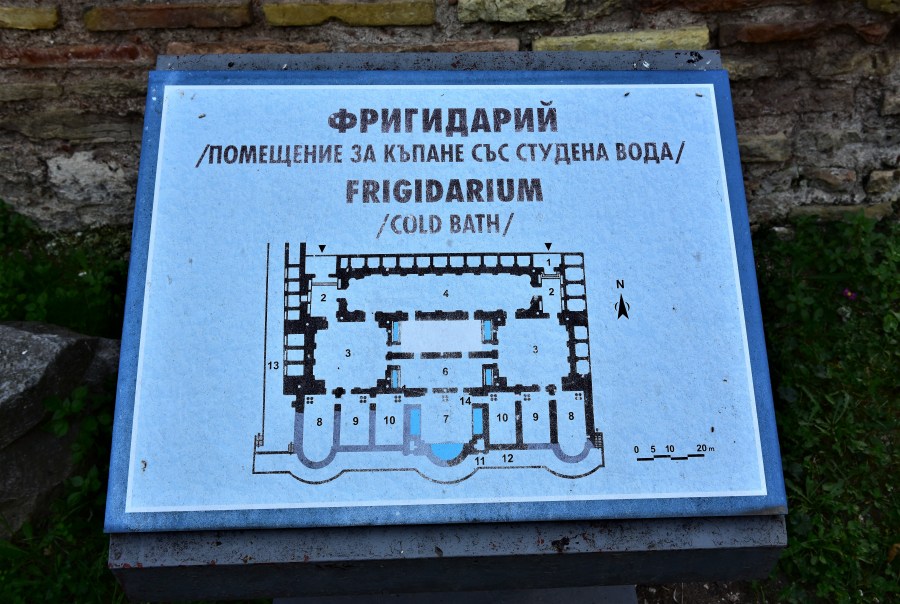 ФРИГИДАРИЙ
/ПОМЕЩЕНИЕ ЗА КЪПАНЕ СЪС СТУДЕНА ВОДА/
FRIGIDARIUM
/COLD BATH/
1
2 4 2
N
3 3
13 6
14
8 9 10 7 10 9 8
11 12
0 5 10 20 m